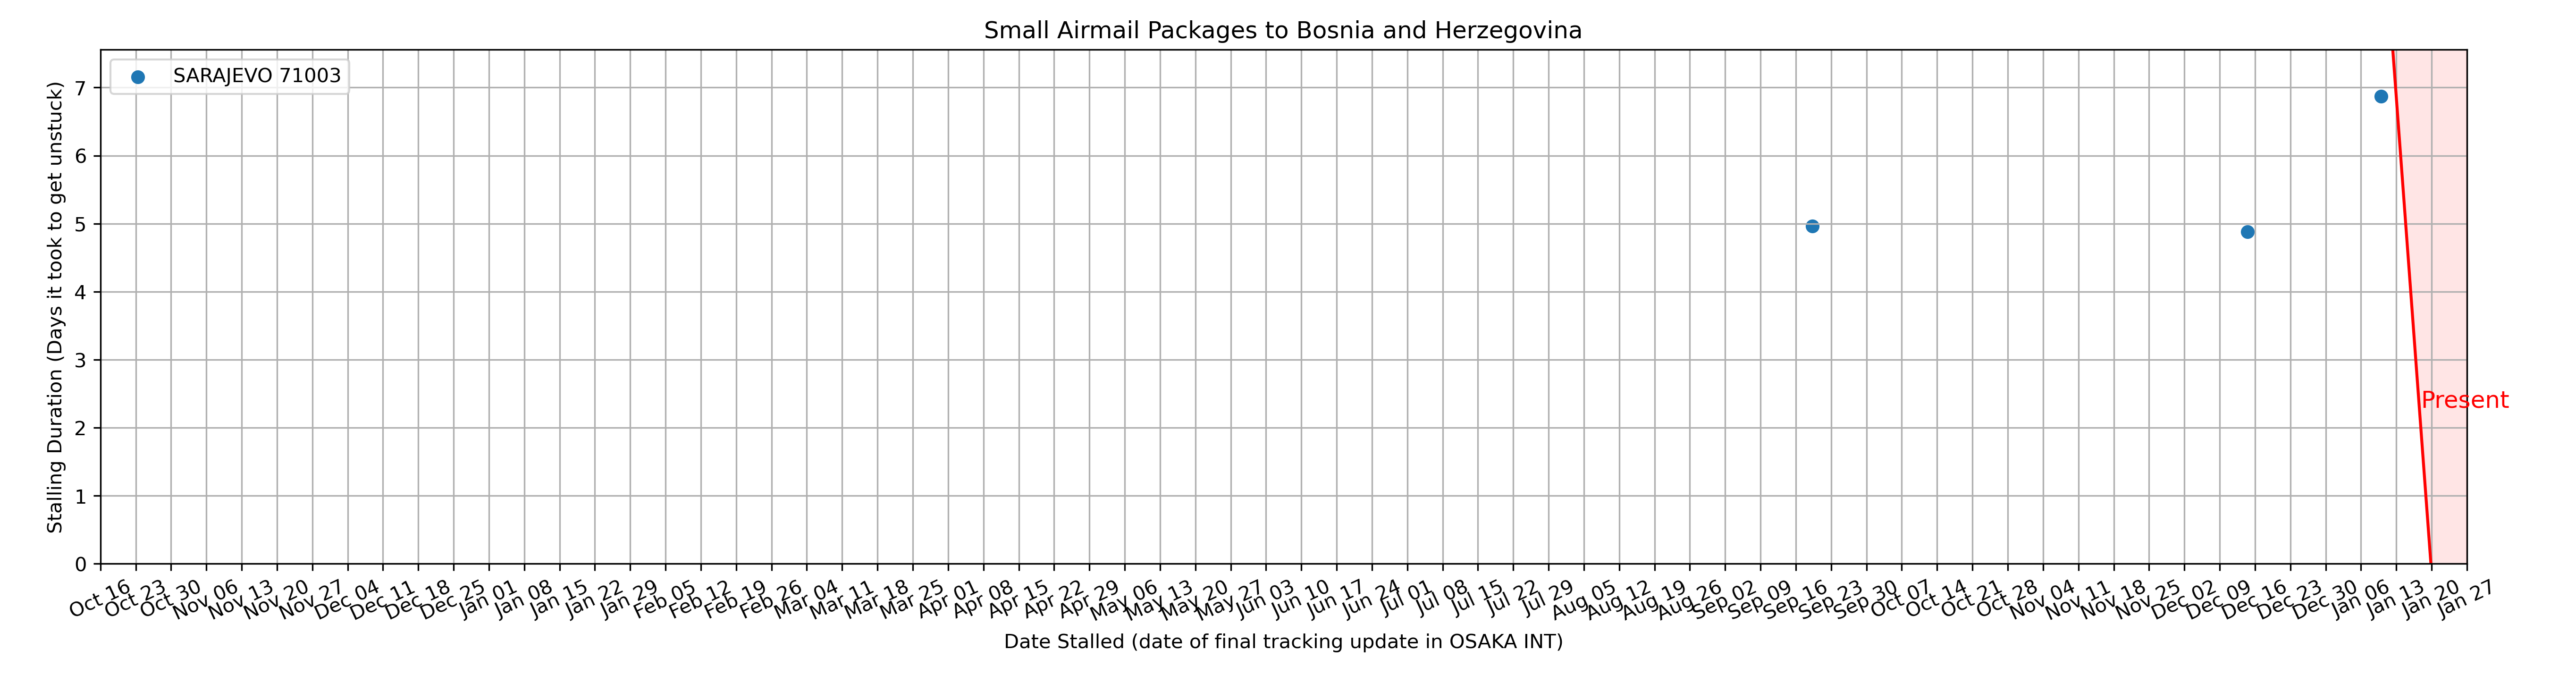 Small Airmail Packages to Bosnia and Herzegovina
SARAJEVO 71003
Stalling Duration (Days it took to get unstuck)
7
6
5
4
3
2
1
0
Present
Oct 16 Oct 23 Oct 30 Nov 06 Nov 13 Nov 20 Nov 27 Dec 04 Dec 11 Dec 18 Dec 25 Jan 01 Jan 08 Jan 15 Jan 22 Jan 29 Feb 05 Feb 12 Feb 19 Feb 26 Mar 04 Mar 11 Mar 18 Mar 25 Apr 01 Apr 08 Apr 15 Apr 22 Apr 29 May 06 May 13 May 20 May 27 Jun 03 Jun 10 Jun 17 Jun 24 Jul 01 Jul 08 Jul 15 Jul 22 Jul 29 Aug 05 Aug 12 Aug 19 Aug 26 Sep 02 Sep 09 Sep 16 Sep 23 Sep 30 Oct 07 Oct 14 Oct 21 Oct 28 Nov 04 Nov 11 Nov 18 Nov 25 Dec 02 Dec 09 Dec 16 Dec 23 Dec 30 Jan 06 Jan 13 Jan 20 Jan 27
Date Stalled (date of final tracking update in OSAKA INT)